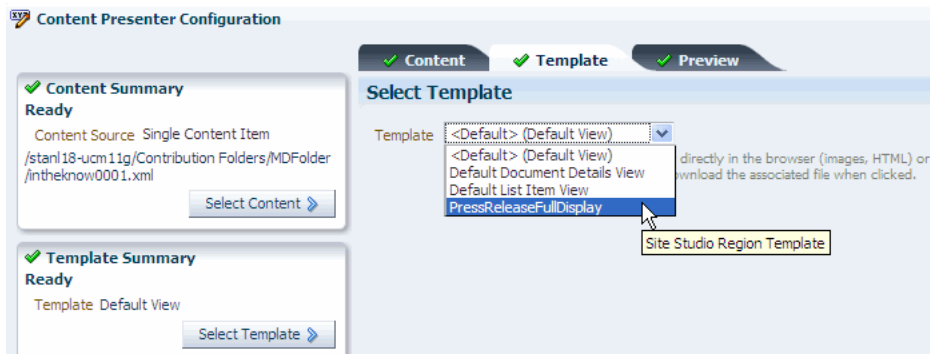 Content Presenter Configuration
Content
Template
Preview
Content Summary
Ready
Content Source Single Content Item
/stanl18-ucm11g/Contribution Folders/MDFolder
/intheknow0001.xml
Select Content
Template Summary
Ready
Template Default View
Select Template
Select Template
Template <Default> (Default View)
<Default> (Default View)
directly in the browser (images, HTML) or
Default Document Details View
wnload the associated file when clicked.
Default List Item View
PressReleaseFullDisplay
Site Studio Region Template